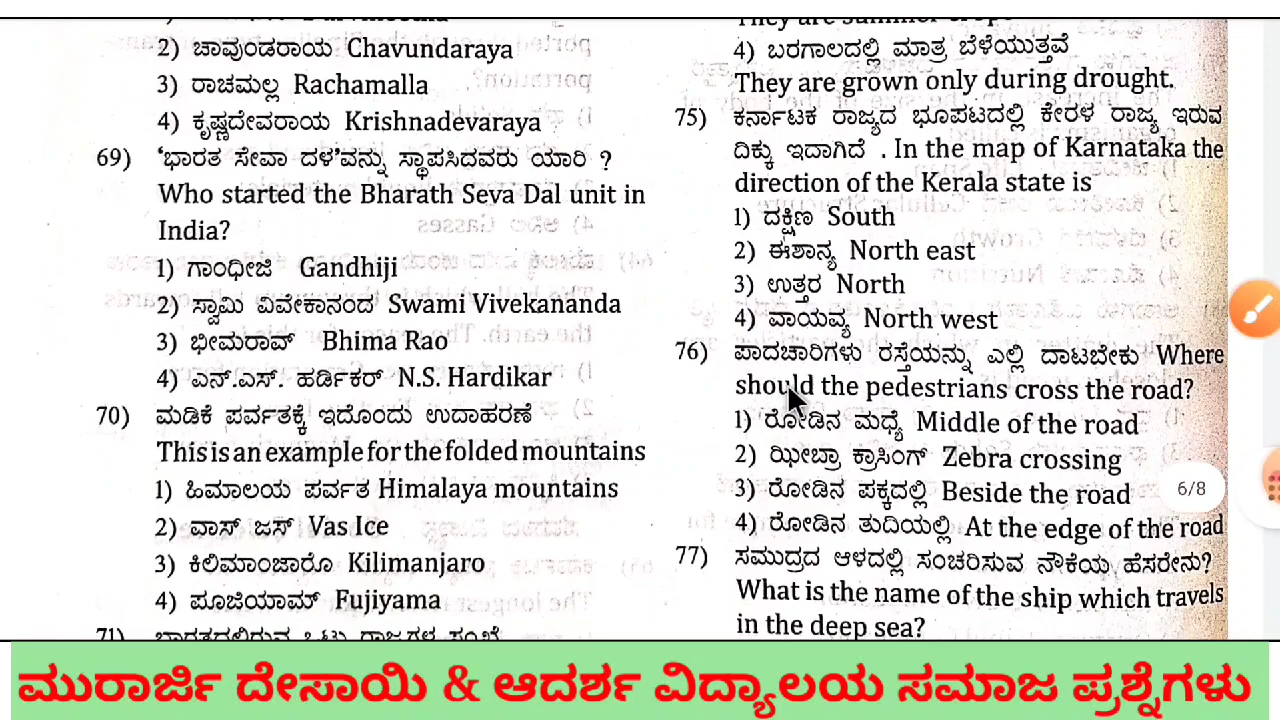 2) ಚಾವುಂಡರಾಯ Chavundaraya
3) ರಾಚಮಲ್ಲ Rachamalla
4) ಕೃಷ್ಣದೇವರಾಯ Krishnadevaraya
69) ‘ಭಾರತ ಸೇವಾ ದಳ’ವನ್ನು ಸ್ಥಾಪಸಿದವರು ಯಾರಿ ?
Who started the Bharath Seva Dal unit in
India?
1) ಗಾಂಧೀಜಿ Gandhiji
2) ಸ್ವಾಮಿ ವಿವೇಕಾನಂದ Swami Vivekananda
3) ಭೀಮರಾವ್ Bhima Rao
4) ಎನ್.ಎಸ್. ಹರ್ಡಿಕರ್ N.S. Hardikar
70) ಮಡಿಕೆ ಪರ್ವತಕ್ಕೆ ಇದೊಂದು ಉದಾಹರಣೆ
This is an example for the folded mountains
1) ಹಿಮಾಲಯ ಪರ್ವತ Himalaya mountains
2) ವಾಸ್ ಜಸ್ Vas Ice
3) ಕಿಲಿಮಾಂಜಾರೊ Kilimanjaro
4) ಪೂಜಿಯಾಮ್ Fujiyama
71) ಭಾರತದಲ್ಲಿರುವ ಒಟ್ಟು ರಾಜ್ಯಗಳ ಸಂಖ್ಯೆ
They are summer crops
4) ಬರಗಾಲದಲ್ಲಿ ಮಾತ್ರ ಬೆಳೆಯುತ್ತವೆ
They are grown only during drought.
75) ಕರ್ನಾಟಕ ರಾಜ್ಯದ ಭೂಪಟದಲ್ಲಿ ಕೇರಳ ರಾಜ್ಯ ಇರುವ
ದಿಕ್ಕು ಇದಾಗಿದೆ . In the map of Karnataka the
direction of the Kerala state is
1) ದಕ್ಷಿಣ South
2) ಈಶಾನ್ಯ North east
3) ಉತ್ತರ North
4) ವಾಯವ್ಯ North west
76) ಪಾದಚಾರಿಗಳು ರಸ್ತೆಯನ್ನು ಎಲ್ಲಿ ದಾಟಬೇಕು Where
should the pedestrians cross the road?
1) ರೋಡಿನ ಮಧ್ಯೆ Middle of the road
2) ಝೀಬ್ರಾ ಕ್ರಾಸಿಂಗ್ Zebra crossing
3) ರೋಡಿನ ಪಕ್ಕದಲ್ಲಿ Beside the road
4) ರೋಡಿನ ತುದಿಯಲ್ಲಿ At the edge of the road
6/8
77) ಸಮುದ್ರದ ಆಳದಲ್ಲಿ ಸಂಚರಿಸುವ ನೌಕೆಯ ಹೆಸರೇನು?
What is the name of the ship which travels
in the deep sea?
ಮುರಾರ್ಜಿ ದೇಸಾಯಿ & ಆದರ್ಶ ವಿದ್ಯಾಲಯ ಸಮಾಜ ಪ್ರಶ್ನೆಗಳು